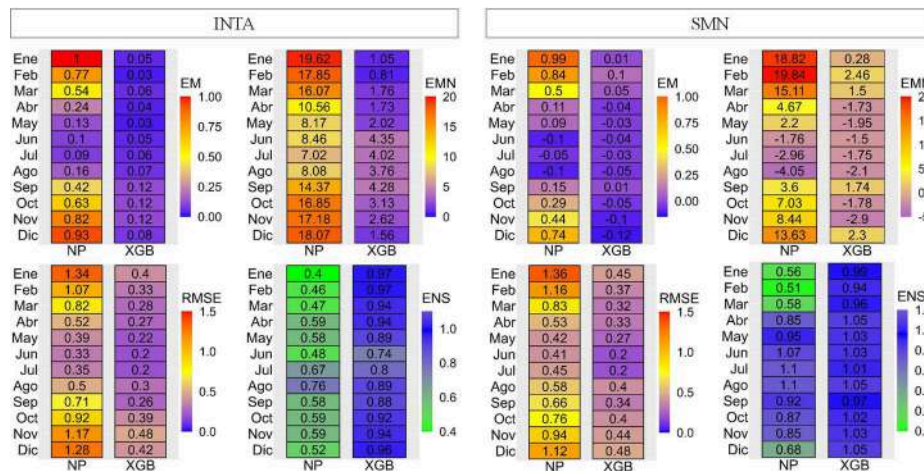 INTA
SMN
Ene 1 0.05
Feb 0.77 0.03
Mar 0.54 0.06
Abr 0.24 0.04
May 0.13 0.03
Jun 0.1 0.05
Jul 0.09 0.06
Ago 0.16 0.07
Sep 0.42 0.12
Oct 0.63 0.12
Nov 0.82 0.12
Dic 0.93 0.08
NP XGB
EM
1.00
0.75
0.50
0.25
0.00
Ene 19.62 1.05
Feb 17.85 0.81
Mar 16.07 1.76
Abr 10.56 1.73
May 8.17 2.02
Jun 8.46 4.35
Jul 7.02 4.02
Ago 8.08 3.76
Sep 14.37 4.28
Oct 16.85 3.13
Nov 17.18 2.62
Dic 18.07 1.56
NP XGB
EMN
20
15
10
5
0
Ene 0.99 0.01
Feb 0.84 0.1
Mar 0.5 0.05
Abr 0.11 -0.04
May 0.09 -0.03
Jun -0.1 -0.04
Jul -0.05 -0.03
Ago -0.1 -0.05
Sep 0.15 0.01
Oct 0.29 -0.05
Nov 0.44 -0.1
Dic 0.74 -0.12
NP XGB
EM
1.00
0.75
0.50
0.25
0.00
Ene 18.82 0.28
Feb 19.84 2.46
Mar 15.11 1.5
Abr 4.67 -1.73
May 2.2 -1.95
Jun -1.76 -1.5
Jul -2.96 -1.75
Ago -4.05 -2.1
Sep 3.6 1.74
Oct 7.03 -1.78
Nov 8.44 -2.9
Dic 13.63 2.3
NP XGB
Ene 1.34 0.4
Feb 1.07 0.33
Mar 0.82 0.28
Abr 0.52 0.27
May 0.39 0.22
Jun 0.33 0.2
Jul 0.35 0.2
Ago 0.5 0.3
Sep 0.71 0.26
Oct 0.92 0.39
Nov 1.17 0.48
Dic 1.28 0.42
NP XGB
RMSE
1.5
1.0
0.5
0.0
Ene 0.4 0.97
Feb 0.46 0.97
Mar 0.47 0.94
Abr 0.59 0.94
May 0.58 0.89
Jun 0.48 0.74
Jul 0.67 0.8
Ago 0.76 0.89
Sep 0.58 0.88
Oct 0.59 0.92
Nov 0.59 0.94
Dic 0.52 0.96
NP XGB
ENS
1.0
0.8
0.6
0.4
Ene 1.36 0.45
Feb 1.16 0.37
Mar 0.83 0.32
Abr 0.53 0.33
May 0.42 0.27
Jun 0.41 0.2
Jul 0.45 0.2
Ago 0.58 0.4
Sep 0.66 0.34
Oct 0.76 0.4
Nov 0.94 0.44
Dic 1.12 0.48
NP XGB
RMSE
1.5
1.0
0.5
0.0
Ene 0.56 0.99
Feb 0.51 0.94
Mar 0.58 0.96
Abr 0.85 1.05
May 0.95 1.03
Jun 1.07 1.03
Jul 1.1 1.01
Ago 1.1 1.05
Sep 0.92 0.97
Oct 0.87 1.02
Nov 0.85 1.03
Dic 0.68 1.05
NP XGB
ENS